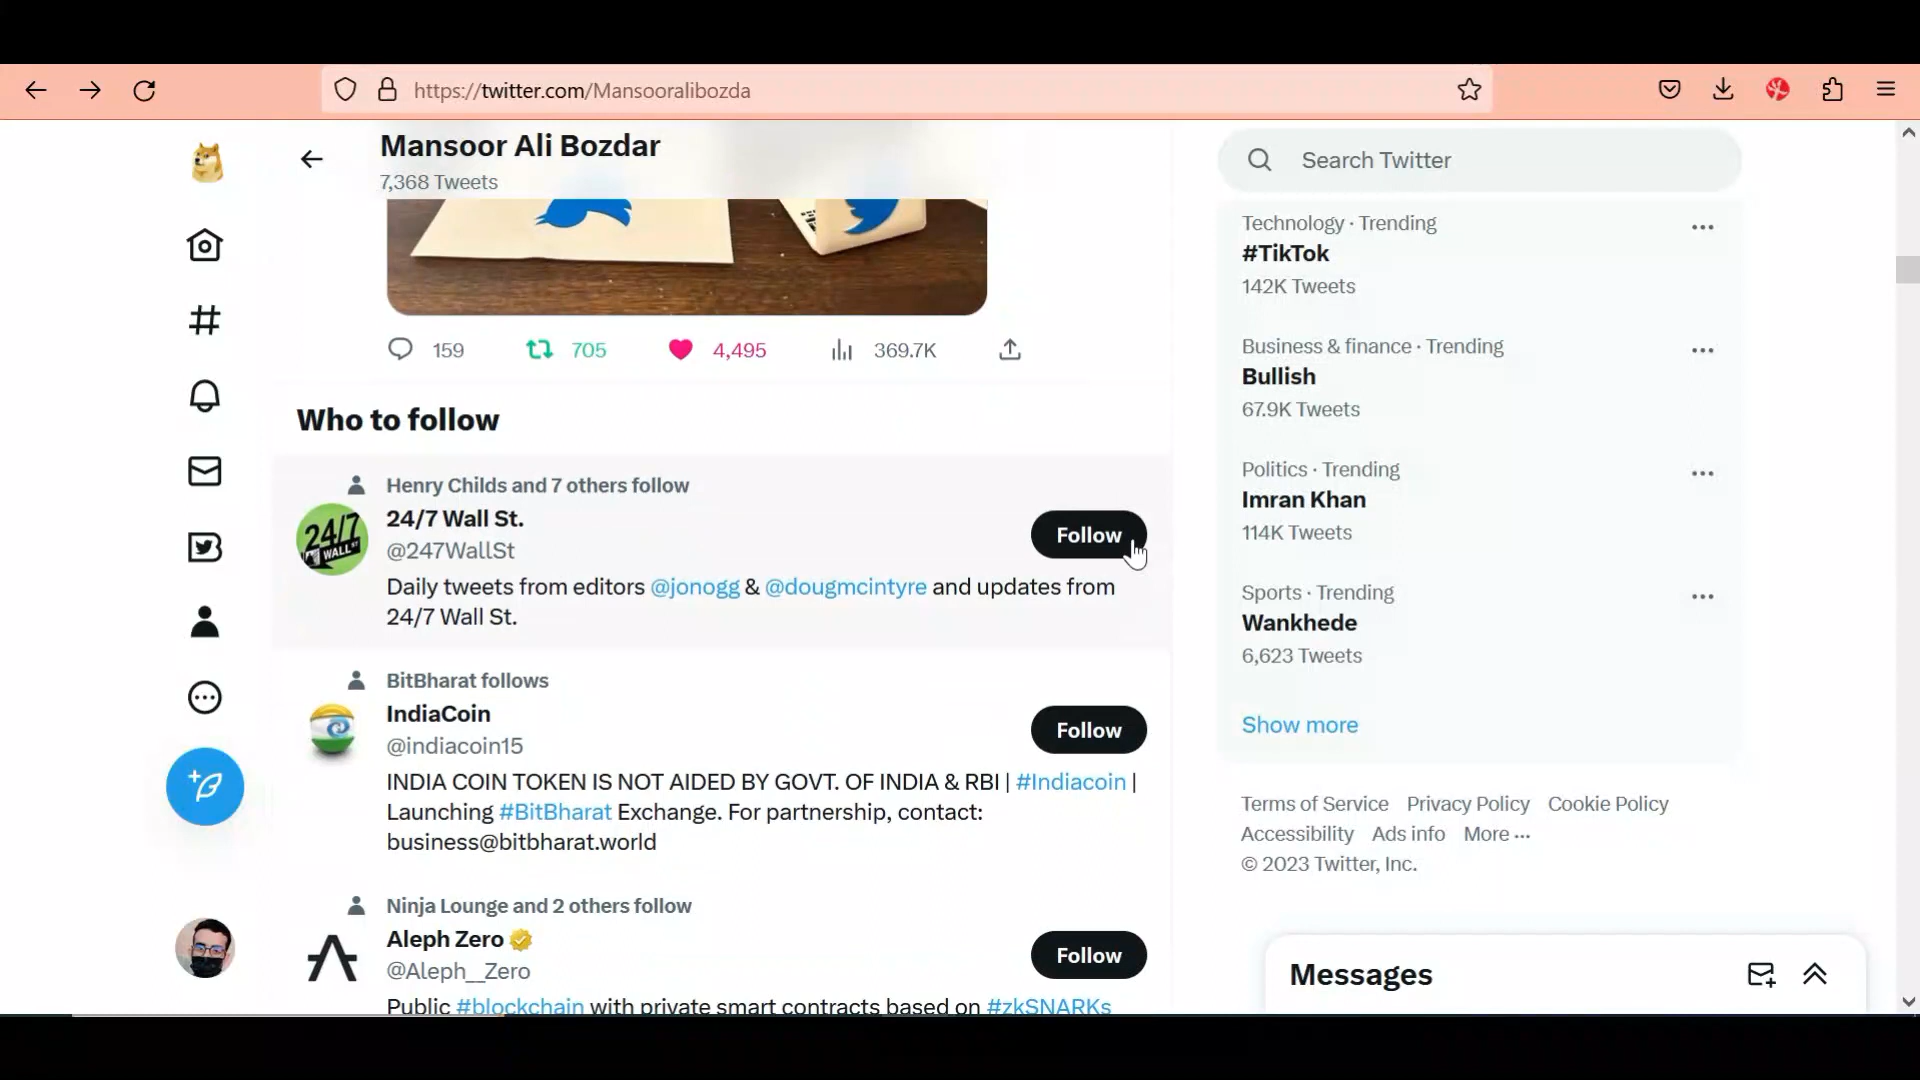 https://twitter.com/Mansooralibozda
Mansoor Ali Bozdar
7,368 Tweets
159
705
4,495
369.7K
Who to follow
Henry Childs and 7 others follow
24/7 Wall St.
@247WallSt
Follow
Daily tweets from editors @jonogg & @dougmcintyre and updates from
24/7 Wall St.
24/7
WALL
BitBharat follows
IndiaCoin
@indiacoin15
Follow
INDIA COIN TOKEN IS NOT AIDED BY GOVT. OF INDIA & RBI | #Indiacoin |
Launching #BitBharat Exchange. For partnership, contact:
business@bitbharat.world
Ninja Lounge and 2 others follow
Aleph Zero
@Aleph__Zero
Follow
Public #blockchain with private smart contracts based on #zkSNARKs
Search Twitter
Technology · Trending
#TikTok
142K Tweets
Business & finance · Trending
Bullish
67.9K Tweets
Politics · Trending
Imran Khan
114K Tweets
Sports · Trending
Wankhede
6,623 Tweets
Show more
Terms of Service Privacy Policy Cookie Policy
Accessibility Ads info More ···
© 2023 Twitter, Inc.
Messages